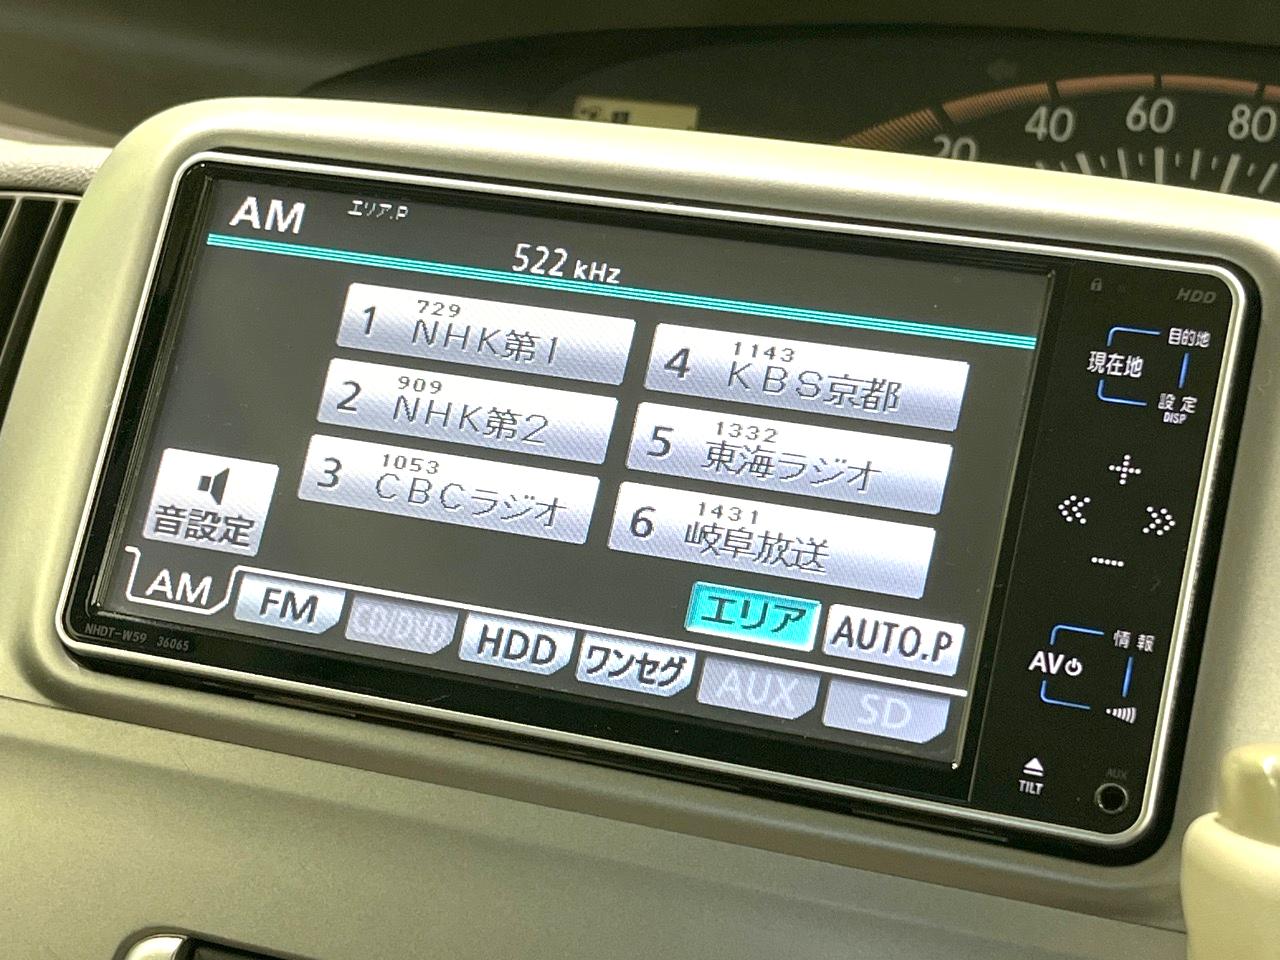 20 40 60 80
AM エリア.P
522 kHz
1 729 NHK第1
2 909 NHK第2
3 1053 CBCラジオ
4 1143 KBS京都
5 1332 東海ラジオ
6 1431 岐阜放送
音設定
エリア AUTO.P
AM FM CD/DVD HDD ワンセグ AUX SD
NHDT-W59 36065
HDD
目的地
現在地
設定
DISP
情報
AV
TILT
AUX